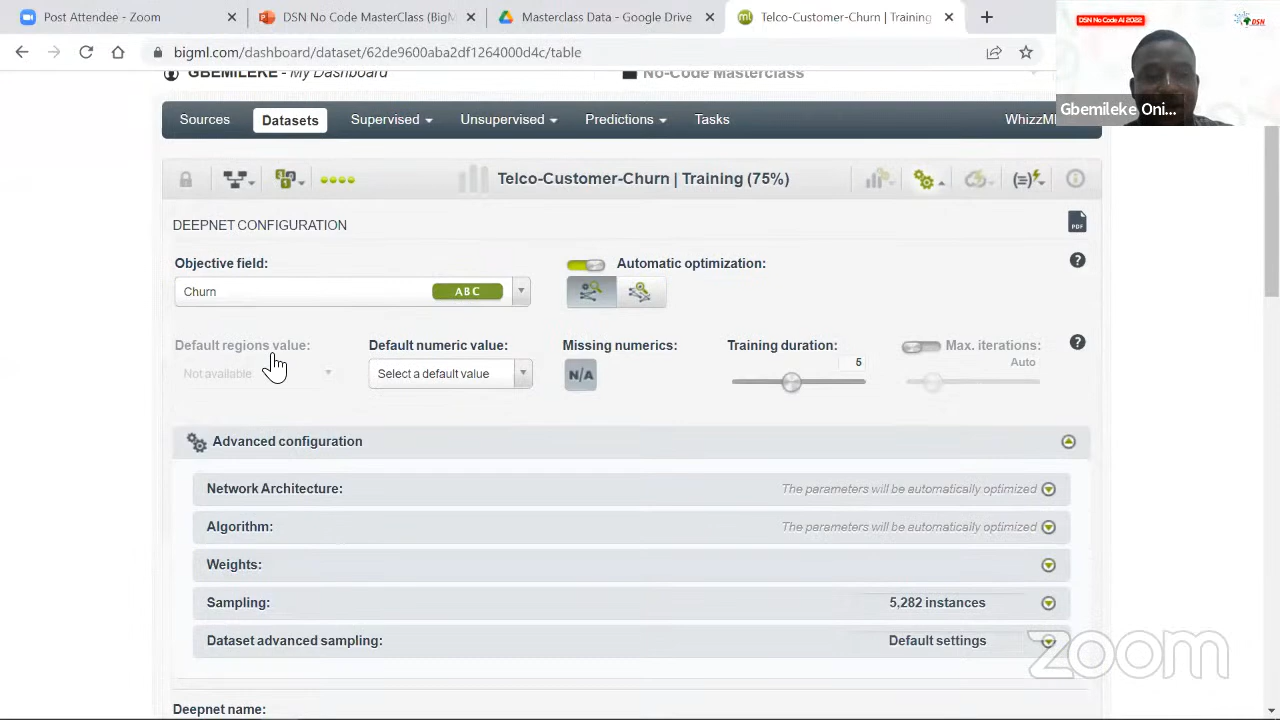 Post Attendee - Zoom
DSN No Code M
Masterclass Data - Google Drive
Telco-Customer-Churn | Training
DSN No Code AI 2022
DSN
bigml.com/dashboard/dataset/62de9600aba2df1264000d4c/table
GBEMILEKE - My Dashboard
No-Code Masterclass
Gbemileke Oni...
Sources
Datasets
Unsupervised
Predictions
Tasks
Telco-Customer-Churn | Training (75%)
DEEPNET CONFIGURATION
PDF
Objective field:
Automatic optimization:
?
Churn
ABC
Default regions value:
Default numeric value:
Missing numerics:
Training duration:
Max. iterations:
?
Not available
Select a default value
N/A
5
Auto
Advanced configuration
Network Architecture:
The parameters will be automatically optimized
Algorithm:
The parameters will be automatically optimized
Weights:
Sampling:
5,282 instances
Dataset advanced sampling:
Default settings
zoom
Deepnet name: